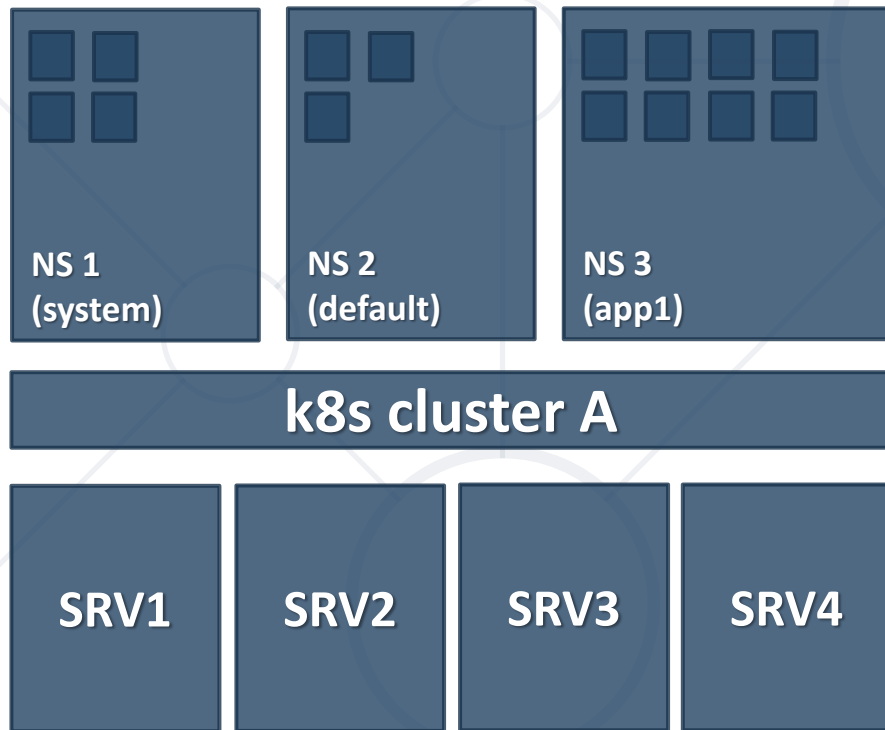 NS 1
(system)
NS 2
(default)
NS 3
(app1)
k8s cluster A
SRV1
SRV2
SRV3
SRV4